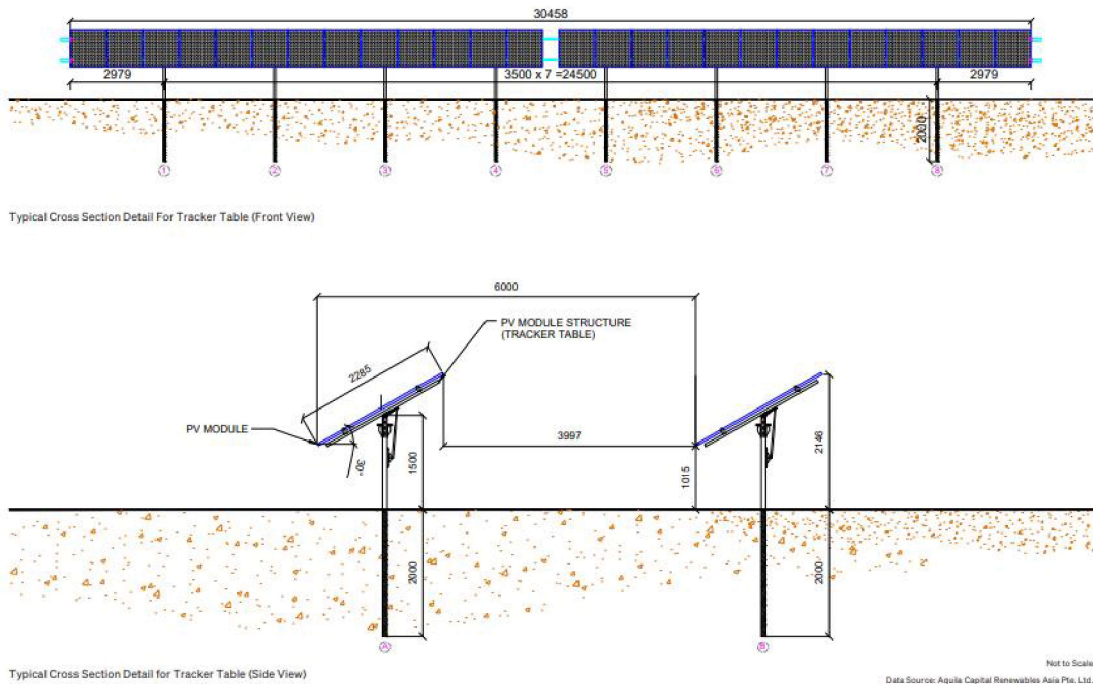 30458
2979
3500 x 7 =24500
2979
2000
1
2
3
4
5
6
7
8
Typical Cross Section Detail For Tracker Table (Front View)
6000
PV MODULE STRUCTURE
(TRACKER TABLE)
2285
PV MODULE
30°
1500
3997
1015
2146
2000
2000
A
B
Typical Cross Section Detail for Tracker Table (Side View)
Not to Scale
Data Source: Aquila Capital Renewables Asia Pte. Ltd.